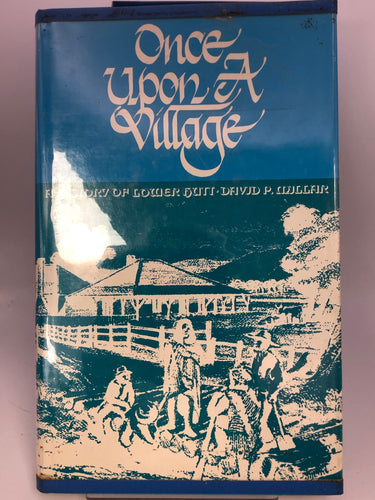 Once
Upon A
Village
A HISTORY OF LOWER HUTT · DAVID P. MILLAR